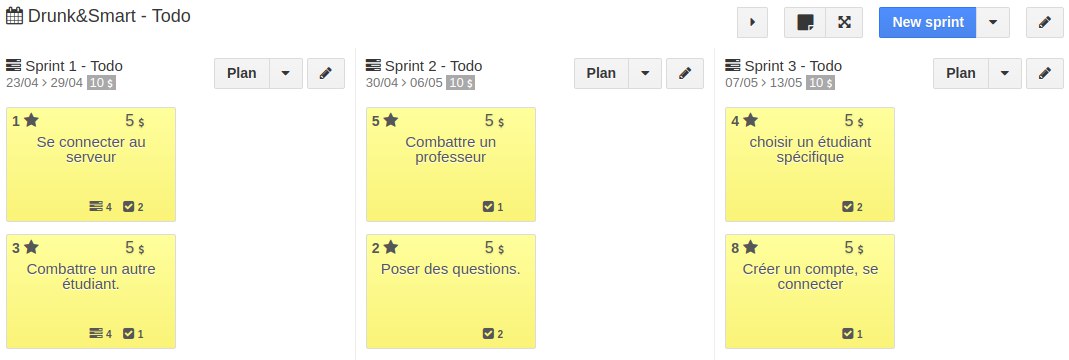 Drunk&Smart - Todo
New sprint
Sprint 1 - Todo
23/04 > 29/04 10 $
Plan
1 5 $
Se connecter au
serveur
4 2
3 5 $
Combattre un autre
étudiant.
4 1
Sprint 2 - Todo
30/04 > 06/05 10 $
Plan
5 5 $
Combattre un
professeur
1
2 5 $
Poser des questions.
2
Sprint 3 - Todo
07/05 > 13/05 10 $
Plan
4 5 $
choisir un étudiant
spécifique
2
8 5 $
Créer un compte, se
connecter
1